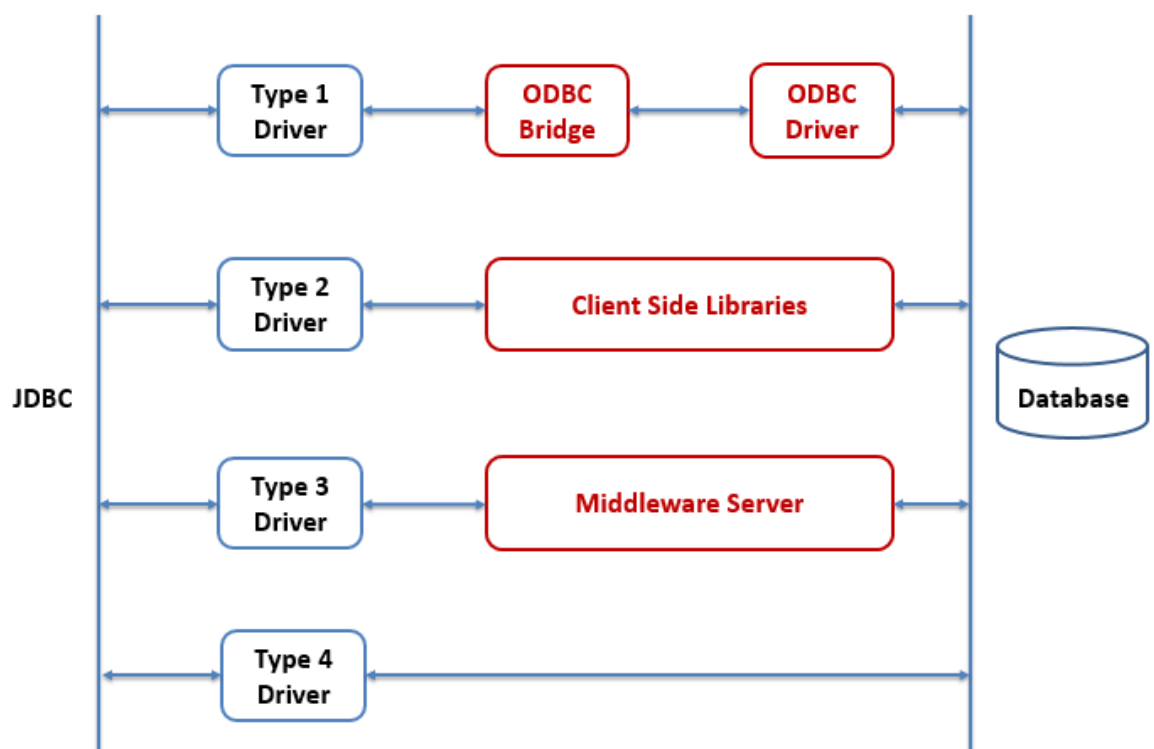 Type 1
Driver
ODBC
Bridge
ODBC
Driver
Type 2
Driver
Client Side Libraries
JDBC
Database
Type 3
Driver
Middleware Server
Type 4
Driver